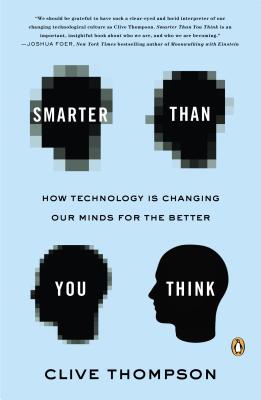 "We should be grateful to have such a clear-eyed and lucid interpreter of our
changing technological culture as Clive Thompson. Smarter Than You Think is an
important, insightful book about who we are, and who we are becoming."
—JOSHUA FOER, New York Times bestselling author of Moonwalking with Einstein
SMARTER THAN
HOW TECHNOLOGY IS CHANGING
OUR MINDS FOR THE BETTER
YOU THINK
CLIVE THOMPSON